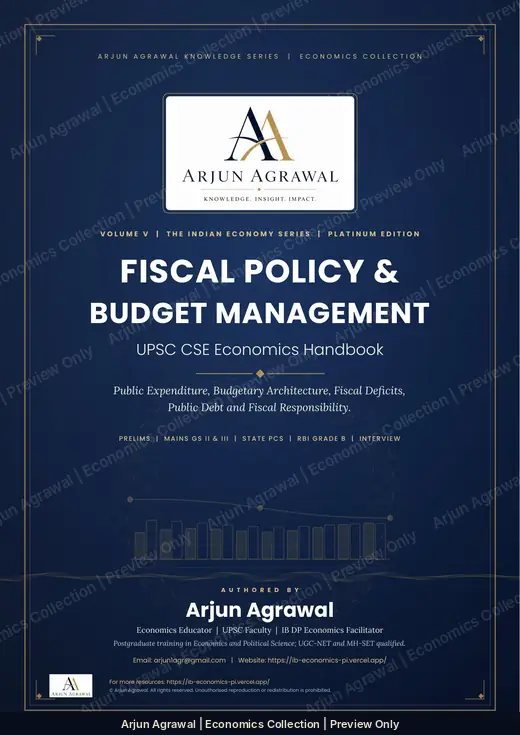 ARJUN AGRAWAL KNOWLEDGE SERIES | ECONOMICS COLLECTION
ARJUN AGRAWAL
KNOWLEDGE. INSIGHT. IMPACT.
VOLUME V | THE INDIAN ECONOMY SERIES | PLATINUM EDITION
FISCAL POLICY &
BUDGET MANAGEMENT
UPSC CSE Economics Handbook
Public Expenditure, Budgetary Architecture, Fiscal Deficits,
Public Debt and Fiscal Responsibility.
PRELIMS | MAINS GS II & III | STATE PCS | RBI GRADE B | INTERVIEW
AUTHORED BY
Arjun Agrawal
Economics Educator | UPSC Faculty | IB DP Economics Facilitator
Postgraduate training in Economics and Political Science; UGC-NET and MH-SET qualified.
Email: arjunlagr@gmail.com | Website: https://ib-economics-pi.vercel.app/
For more resources: https://ib-economics-pi.vercel.app/
© Arjun Agrawal. All rights reserved. Unauthorised reproduction or redistribution is prohibited.
ARJUN AGRAWAL
Arjun Agrawal | Economics Collection | Preview Only